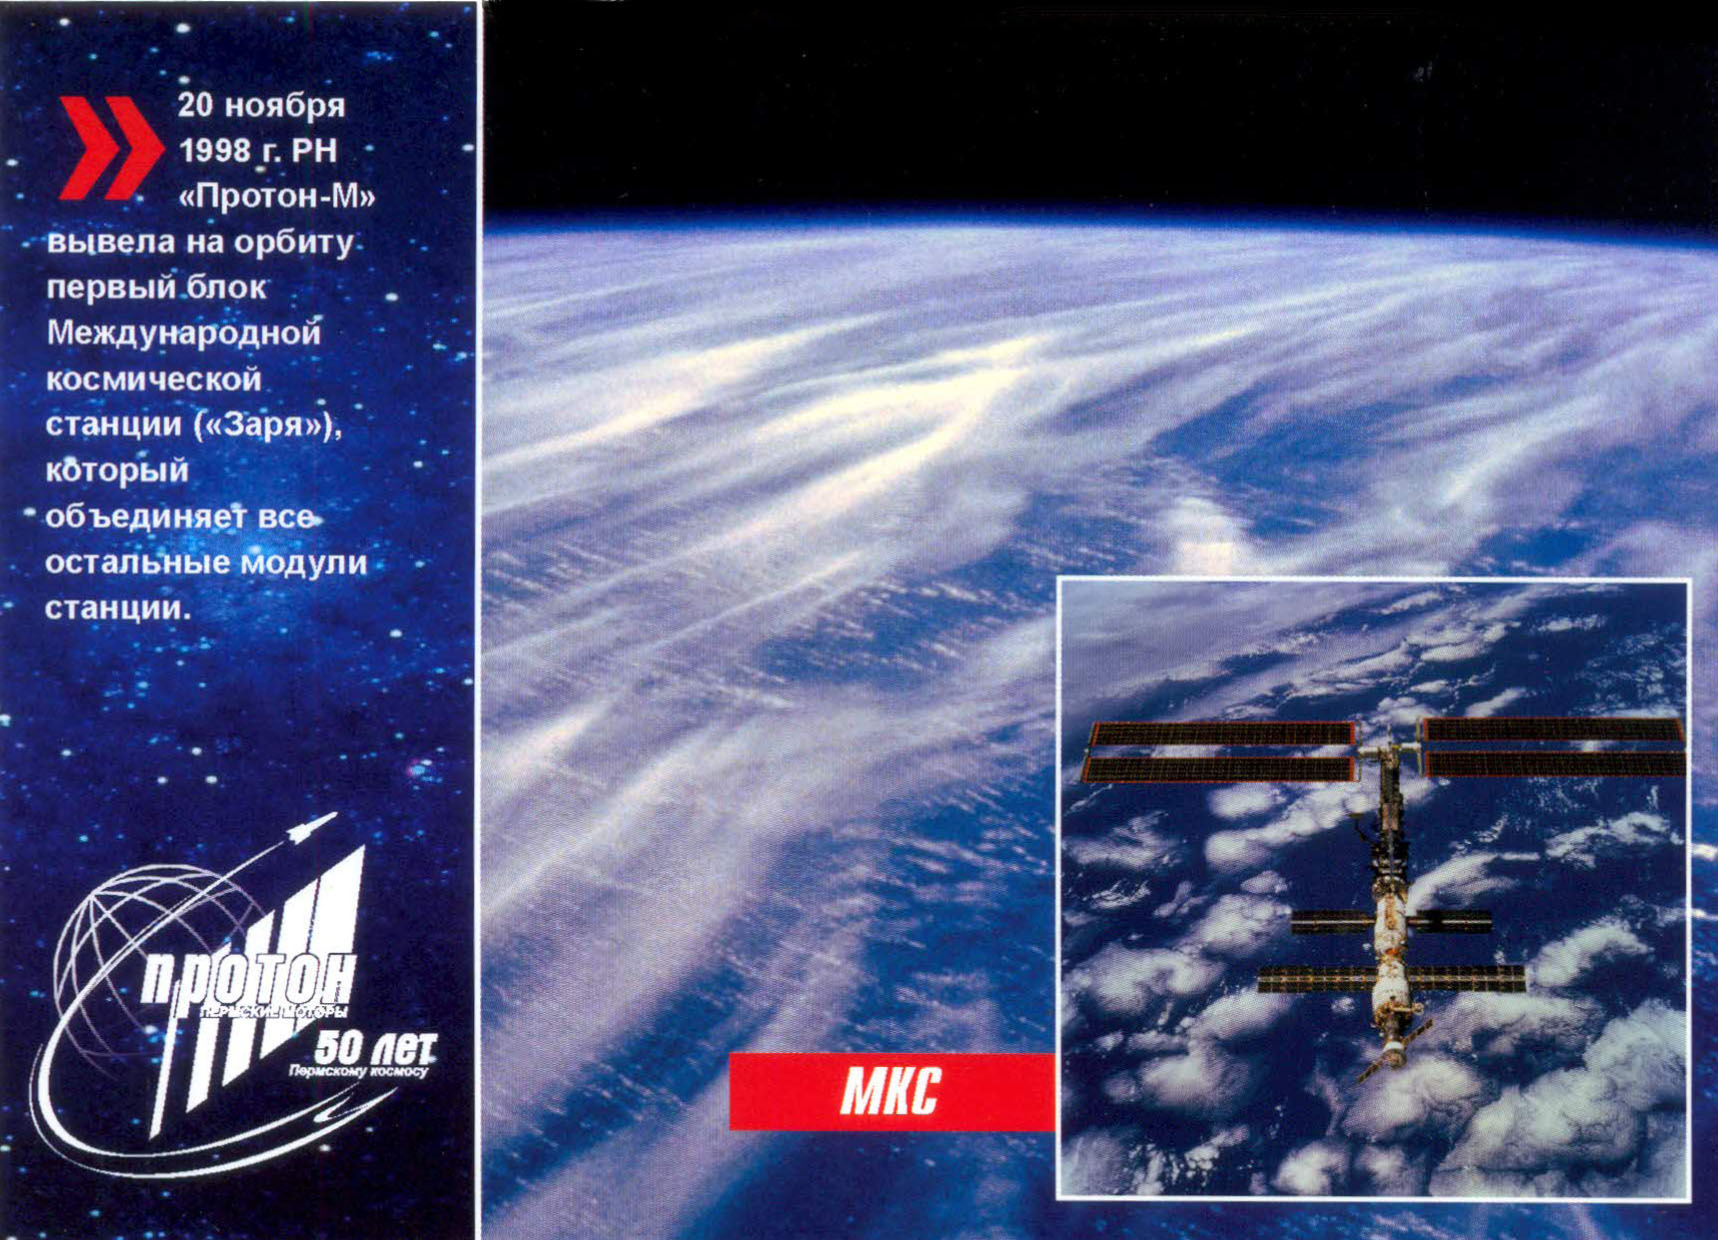 20 ноября
1998 г. РН
«Протон-М»
вывела на орбиту
первый блок
Международной
космической
станции («Заря»),
который
объединяет все
остальные модули
станции.
ПРОТОН
ПЕРМСКИЕ МОТОРЫ
50 лет
Пермскому космосу
МКС